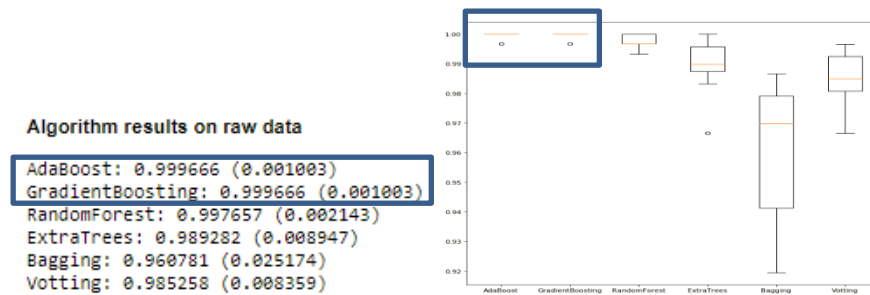 Algorithm results on raw data
AdaBoost: 0.999666 (0.001003)
GradientBoosting: 0.999666 (0.001003)
RandomForest: 0.997657 (0.002143)
ExtraTrees: 0.989282 (0.008947)
Bagging: 0.960781 (0.025174)
Votting: 0.985258 (0.008359)
1.00
0.99
0.98
0.97
0.96
0.95
0.94
0.93
0.92
AdaBoost GradientBoosting RandomForest ExtraTrees Bagging Votting